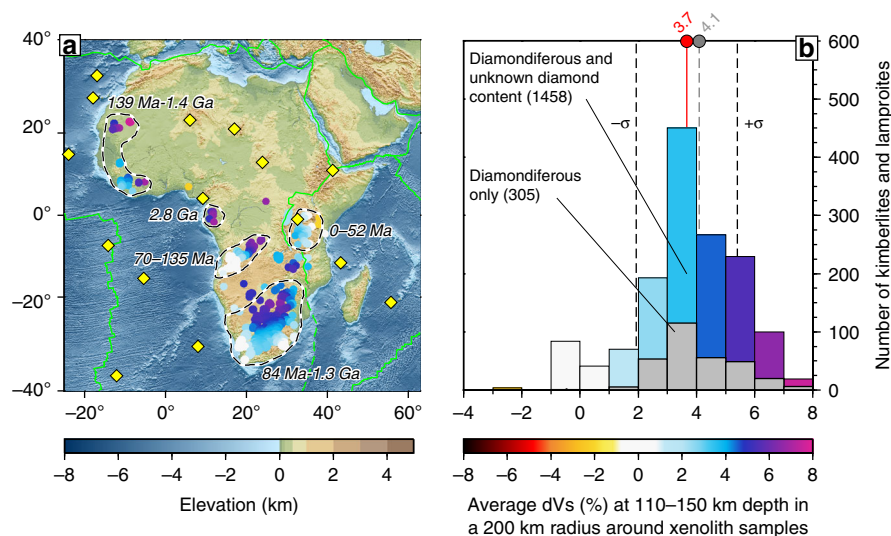 a
40°
20°
0°
−20°
−40°
−20° 0° 20° 40° 60°
139 Ma-1.4 Ga
2.8 Ga
0–52 Ma
70–135 Ma
84 Ma-1.3 Ga
−8 −6 −4 −2 0 2 4
Elevation (km)
b
3.7
4.1
Diamondiferous and
unknown diamond
content (1458)
−σ
+σ
Diamondiferous
only (305)
600
500
400
300
200
100
0
Number of kimberlites and lamproites
−4 −2 0 2 4 6 8
−8 −6 −4 −2 0 2 4 6 8
Average dVs (%) at 110–150 km depth in
a 200 km radius around xenolith samples